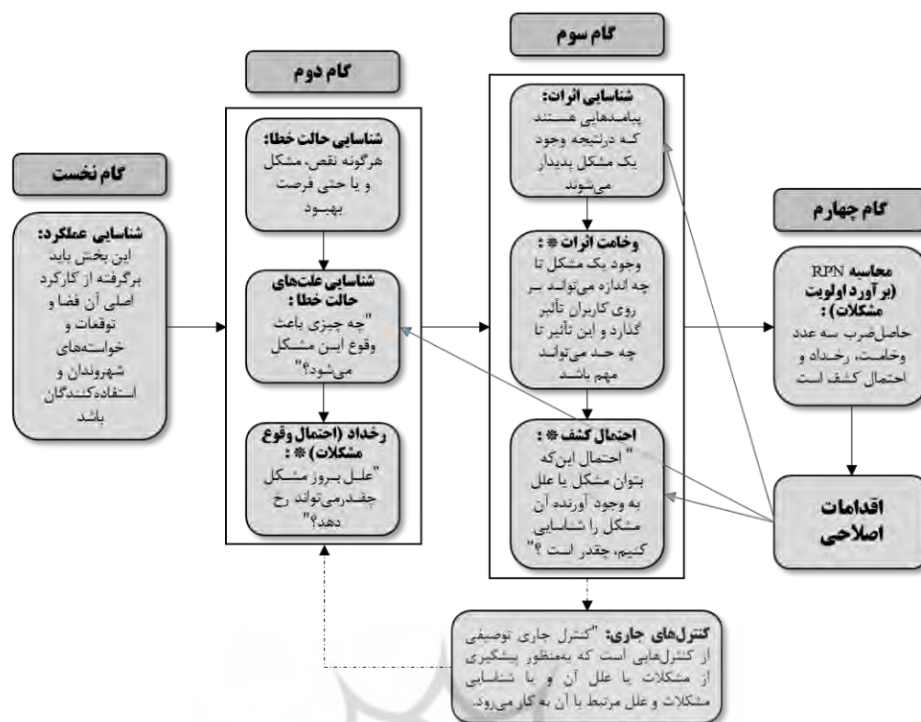 گام نخست
شناسایی عملکرد:
این بخش باید
برگرفته از کارکرد
اصلی آن فضا و
توقعات و
خواسته‌های
شهروندان و
استفاده‌کنندگان
باشد
گام دوم
شناسایی حالت خطا:
هرگونه نقص، مشکل
و یا حتی فرصت
بهبود
شناسایی علت‌های
حالت خطا :
"چه چیزی باعث
وقوع این مشکل
می‌شود؟"
رخداد (احتمال وقوع
مشکلات)* :
"علل بروز مشکل
چقدرمی‌تواند رخ
دهد؟"
گام سوم
شناسایی اثرات:
پیامدهایی هستند
که درنتیجه وجود
یک مشکل پدیدار
می‌شوند
وخامت اثرات* :
وجود یک مشکل تا
چه اندازه می‌تواند بر
روی کاربران تأثیر
گذارد و این تأثیر تا
چه حد می‌تواند
مهم باشد
احتمال کشف* :
" احتمال این‌که
بتوان مشکل یا علل
به وجود آورنده آن
مشکل را شناسایی
کنیم، چقدر است ؟"
گام چهارم
محاسبه RPN
(برآورد اولویت
مشکلات) :
حاصل‌ضرب سه عدد
وخامت، رخداد و
احتمال کشف است
اقدامات
اصلاحی
کنترل‌های جاری: "کنترل جاری توصیفی
از کنترل‌هایی است که به‌منظور پیشگیری
از مشکلات یا علل آن و یا شناسایی
مشکلات و علل مرتبط با آن به کار می‌رود.